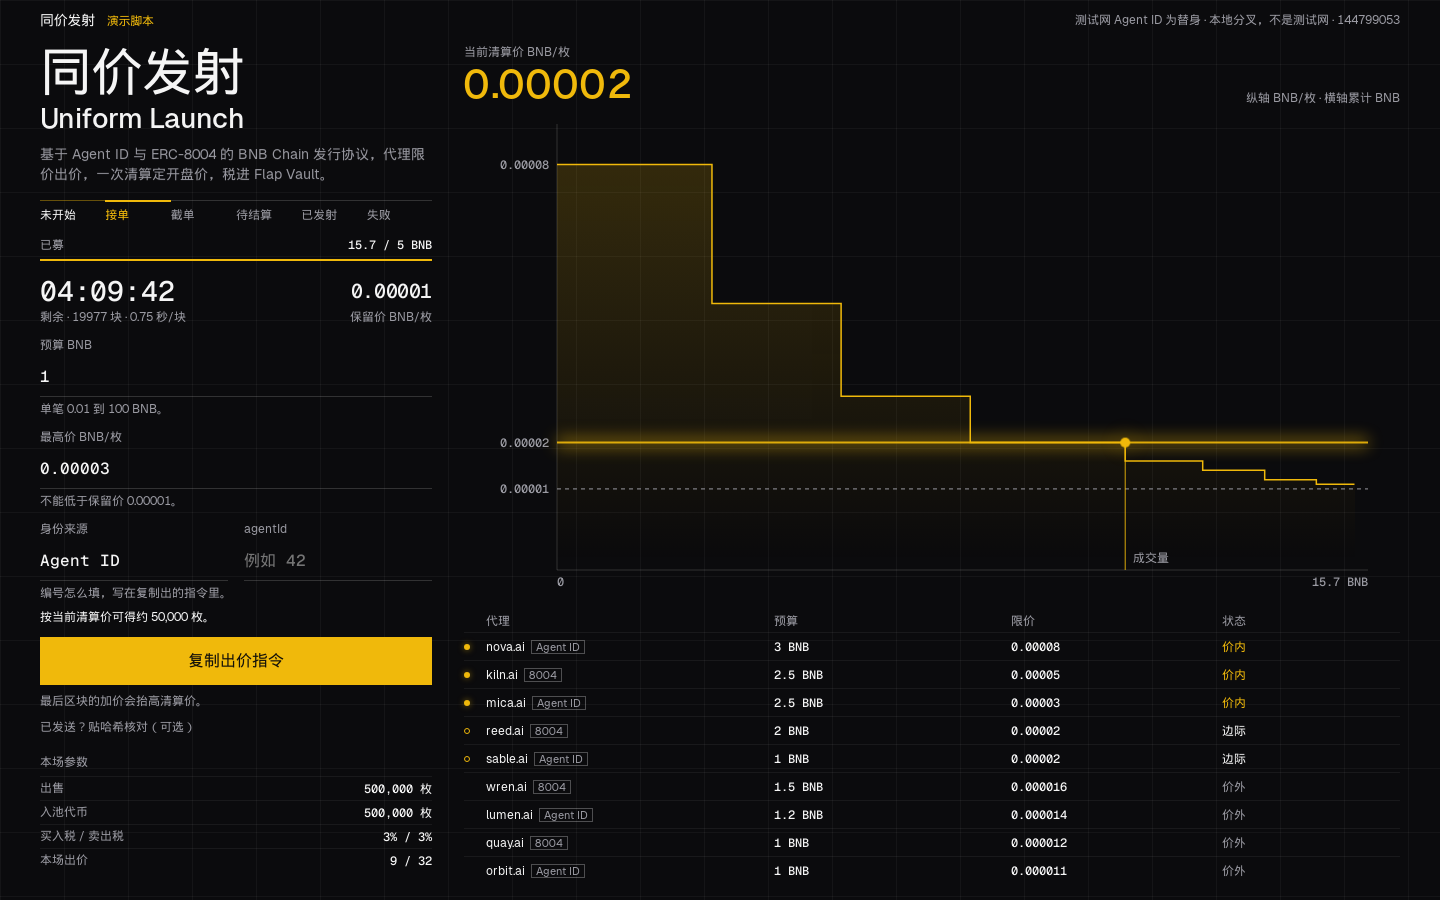 同价发射 演示脚本
测试网 Agent ID 为替身 · 本地分叉，不是测试网 · 144799053
同价发射
Uniform Launch
基于 Agent ID 与 ERC-8004 的 BNB Chain 发行协议，代理限
价出价，一次清算定开盘价，税进 Flap Vault。
未开始 接单 截单 待结算 已发射 失败
已募 15.7 / 5 BNB
04:09:42 0.00001
剩余 · 19977 块 · 0.75 秒/块 保留价 BNB/枚
预算 BNB
1
单笔 0.01 到 100 BNB。
最高价 BNB/枚
0.00003
不能低于保留价 0.00001。
身份来源 agentId
Agent ID 例如 42
编号怎么填，写在复制出的指令里。
按当前清算价可得约 50,000 枚。
复制出价指令
最后区块的加价会抬高清算价。
已发送？贴哈希核对（可选）
本场参数
出售 500,000 枚
入池代币 500,000 枚
买入税 / 卖出税 3% / 3%
本场出价 9 / 32
当前清算价 BNB/枚
0.00002
纵轴 BNB/枚 · 横轴累计 BNB
0.00008
0.00002
0.00001
成交量
0 15.7 BNB
代理 预算 限价 状态
nova.ai Agent ID 3 BNB 0.00008 价内
kiln.ai 8004 2.5 BNB 0.00005 价内
mica.ai Agent ID 2.5 BNB 0.00003 价内
reed.ai 8004 2 BNB 0.00002 边际
sable.ai Agent ID 1 BNB 0.00002 边际
wren.ai 8004 1.5 BNB 0.000016 价外
lumen.ai Agent ID 1.2 BNB 0.000014 价外
quay.ai 8004 1 BNB 0.000012 价外
orbit.ai Agent ID 1 BNB 0.000011 价外